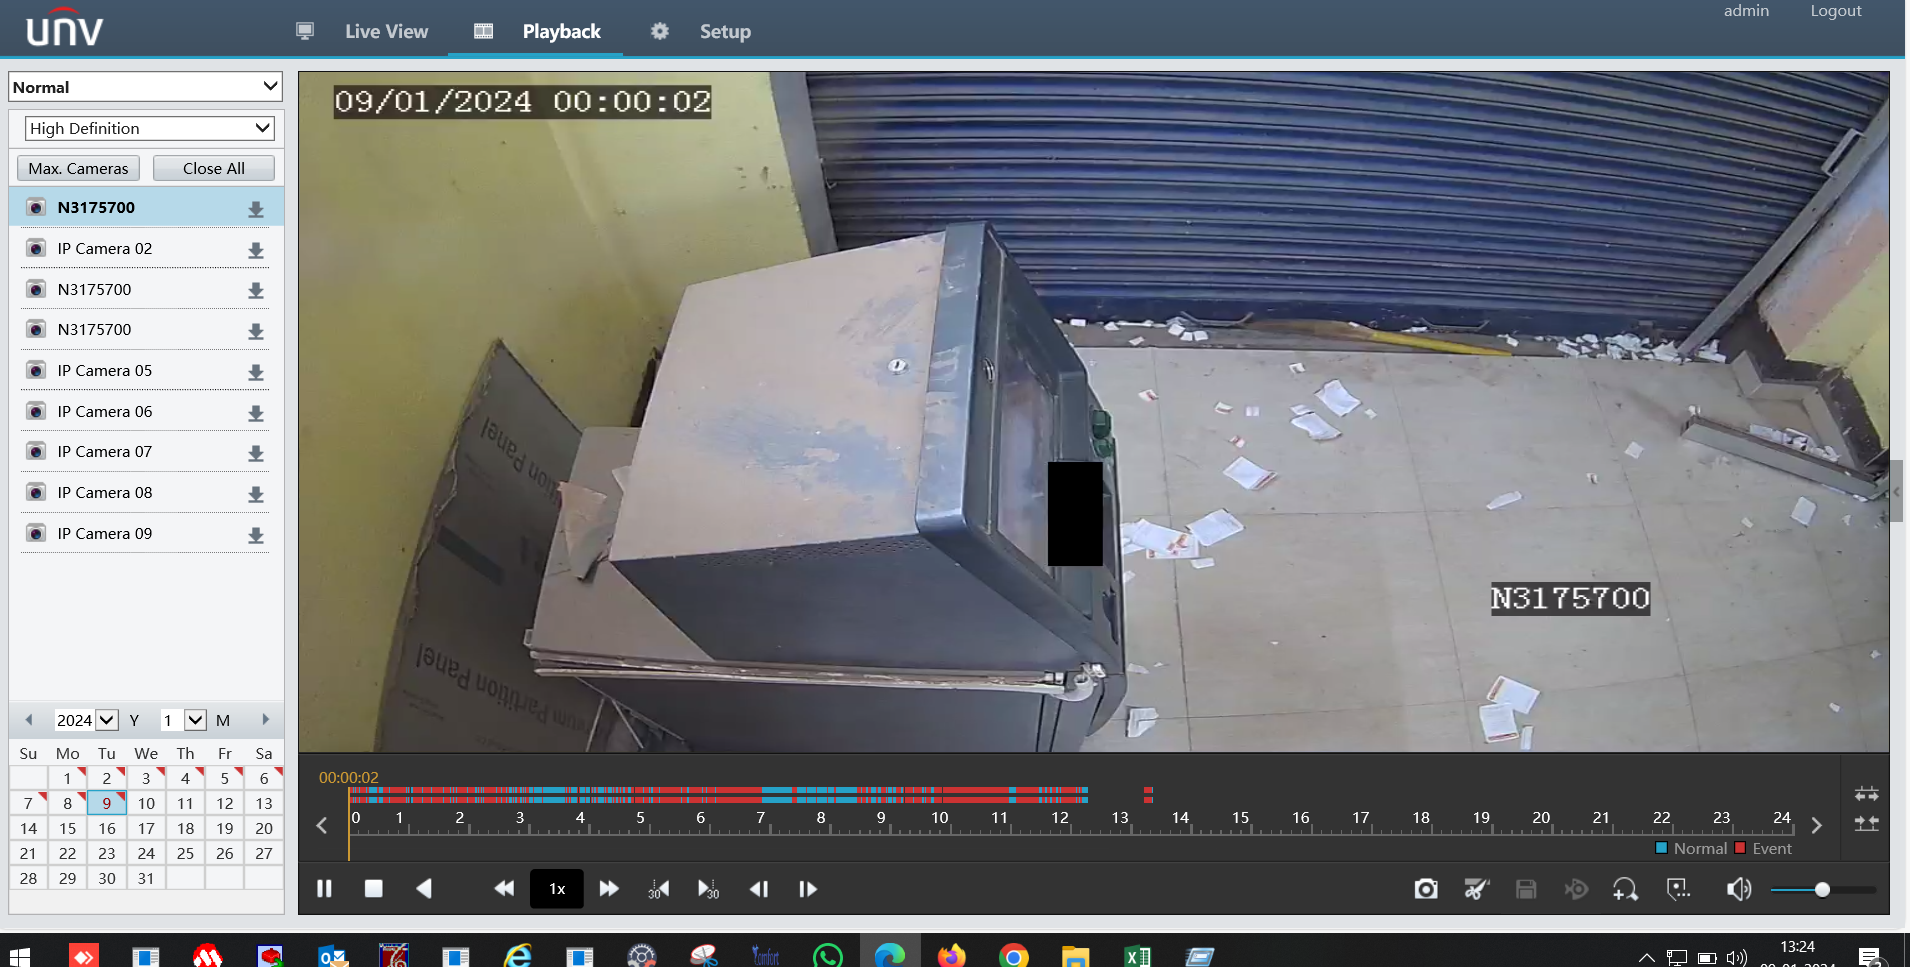 unv
Live View
Playback
Setup
admin
Logout
Normal
High Definition
Max. Cameras
Close All
N3175700
IP Camera 02
N3175700
N3175700
IP Camera 05
IP Camera 06
IP Camera 07
IP Camera 08
IP Camera 09
2024 Y 1 M
Su Mo Tu We Th Fr Sa
1 2 3 4 5 6
7 8 9 10 11 12 13
14 15 16 17 18 19 20
21 22 23 24 25 26 27
28 29 30 31
09/01/2024 00:00:02
Panel
Partition Panel
N3175700
00:00:02
0 1 2 3 4 5 6 7 8 9 10 11 12 13 14 15 16 17 18 19 20 21 22 23 24
Normal Event
1x
30
30
13:24